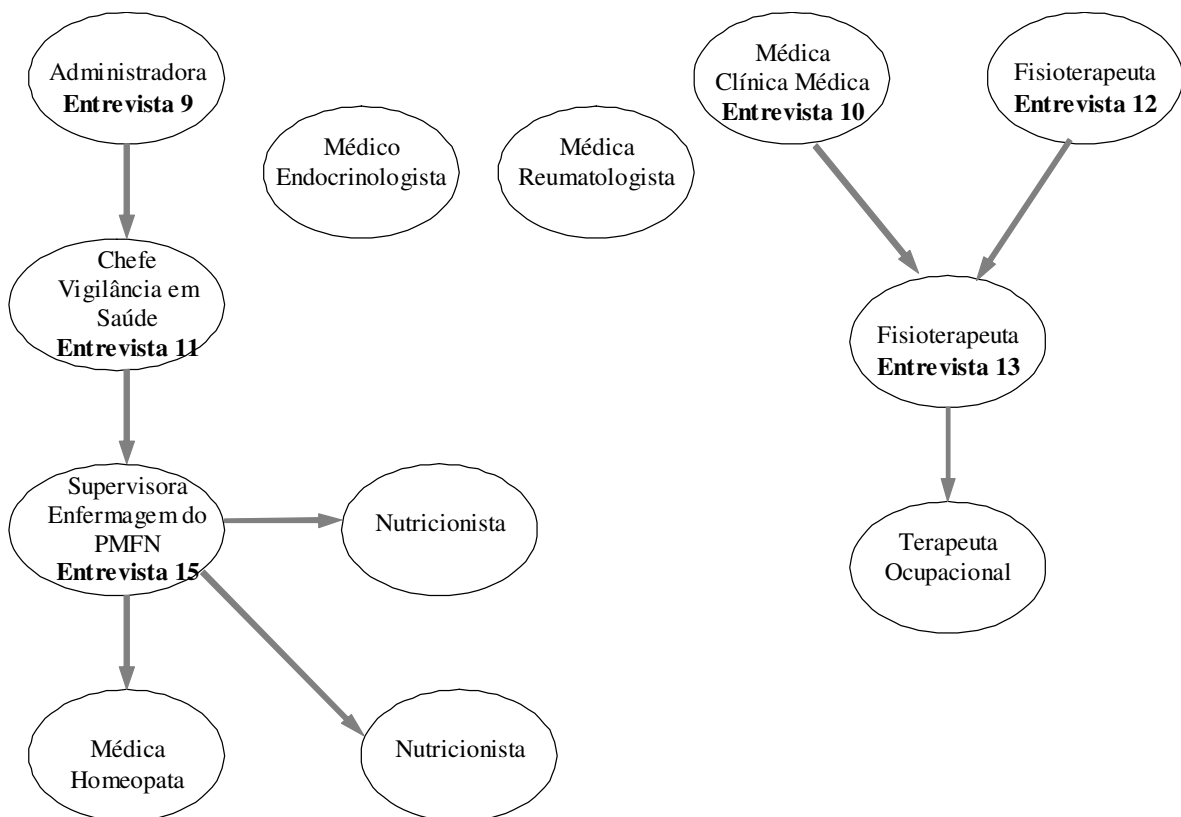 Administradora
Entrevista 9
Médico
Endocrinologista
Médica
Reumatologista
Médica
Clínica Médica
Entrevista 10
Fisioterapeuta
Entrevista 12
Chefe
Vigilância em
Saúde
Entrevista 11
Fisioterapeuta
Entrevista 13
Supervisora
Enfermagem do
PMFN
Entrevista 15
Nutricionista
Terapeuta
Ocupacional
Médica
Homeopata
Nutricionista